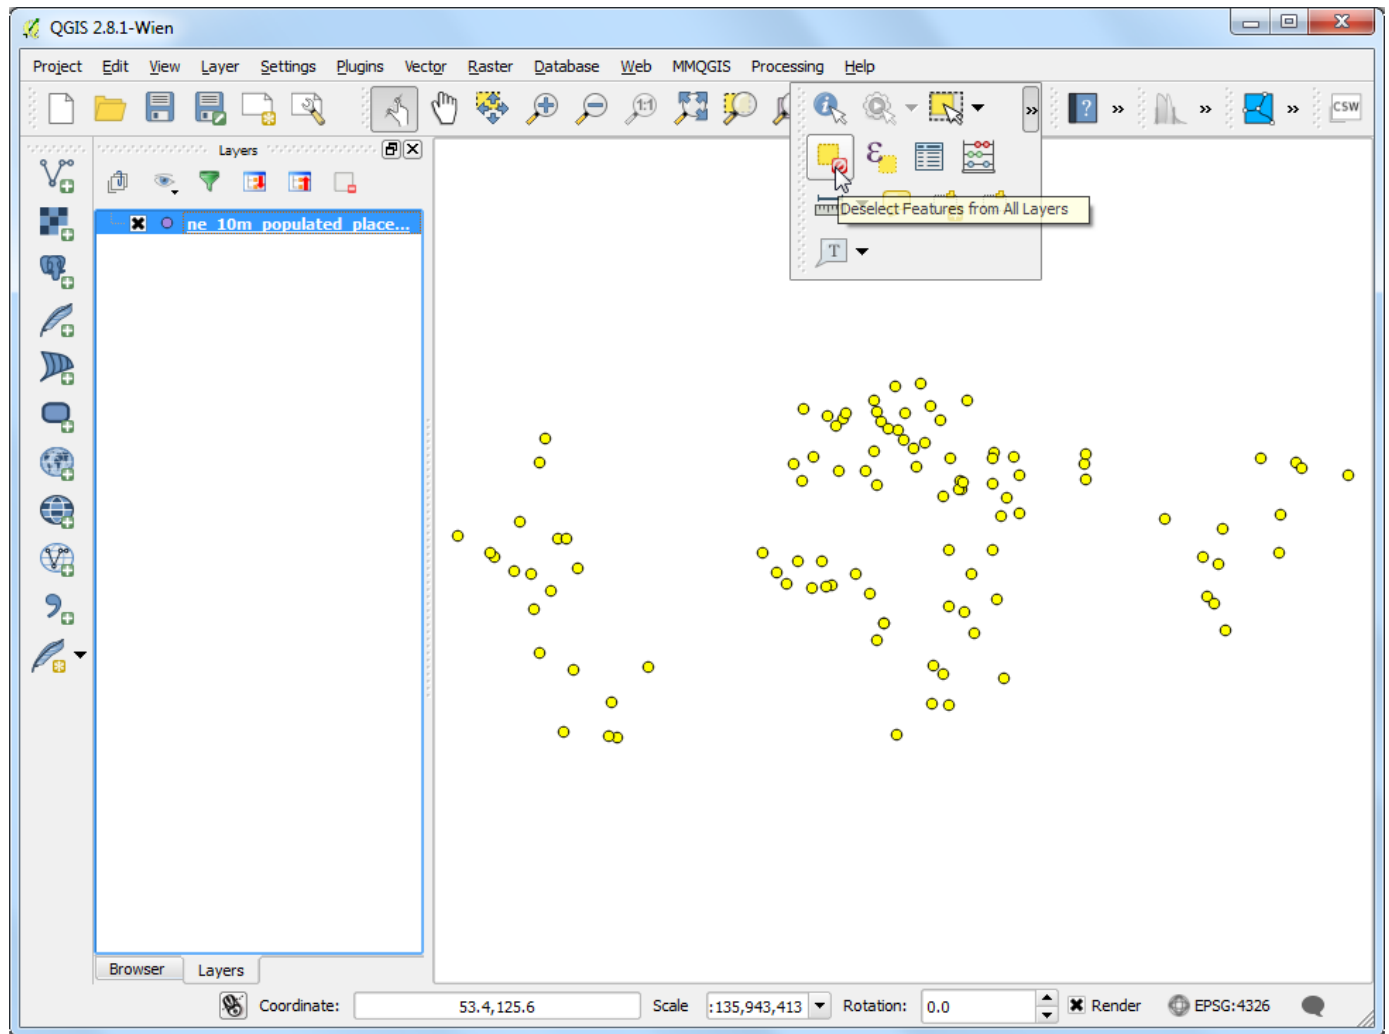 QGIS 2.8.1-Wien
Project Edit View Layer Settings Plugins Vector Raster Database Web MMQGIS Processing Help
1:1
CSW
Layers
Deselect Features from All Layers
ne_10m_populated_place...
T
Browser Layers
Coordinate: 53.4,125.6 Scale :135,943,413 Rotation: 0.0 Render EPSG:4326